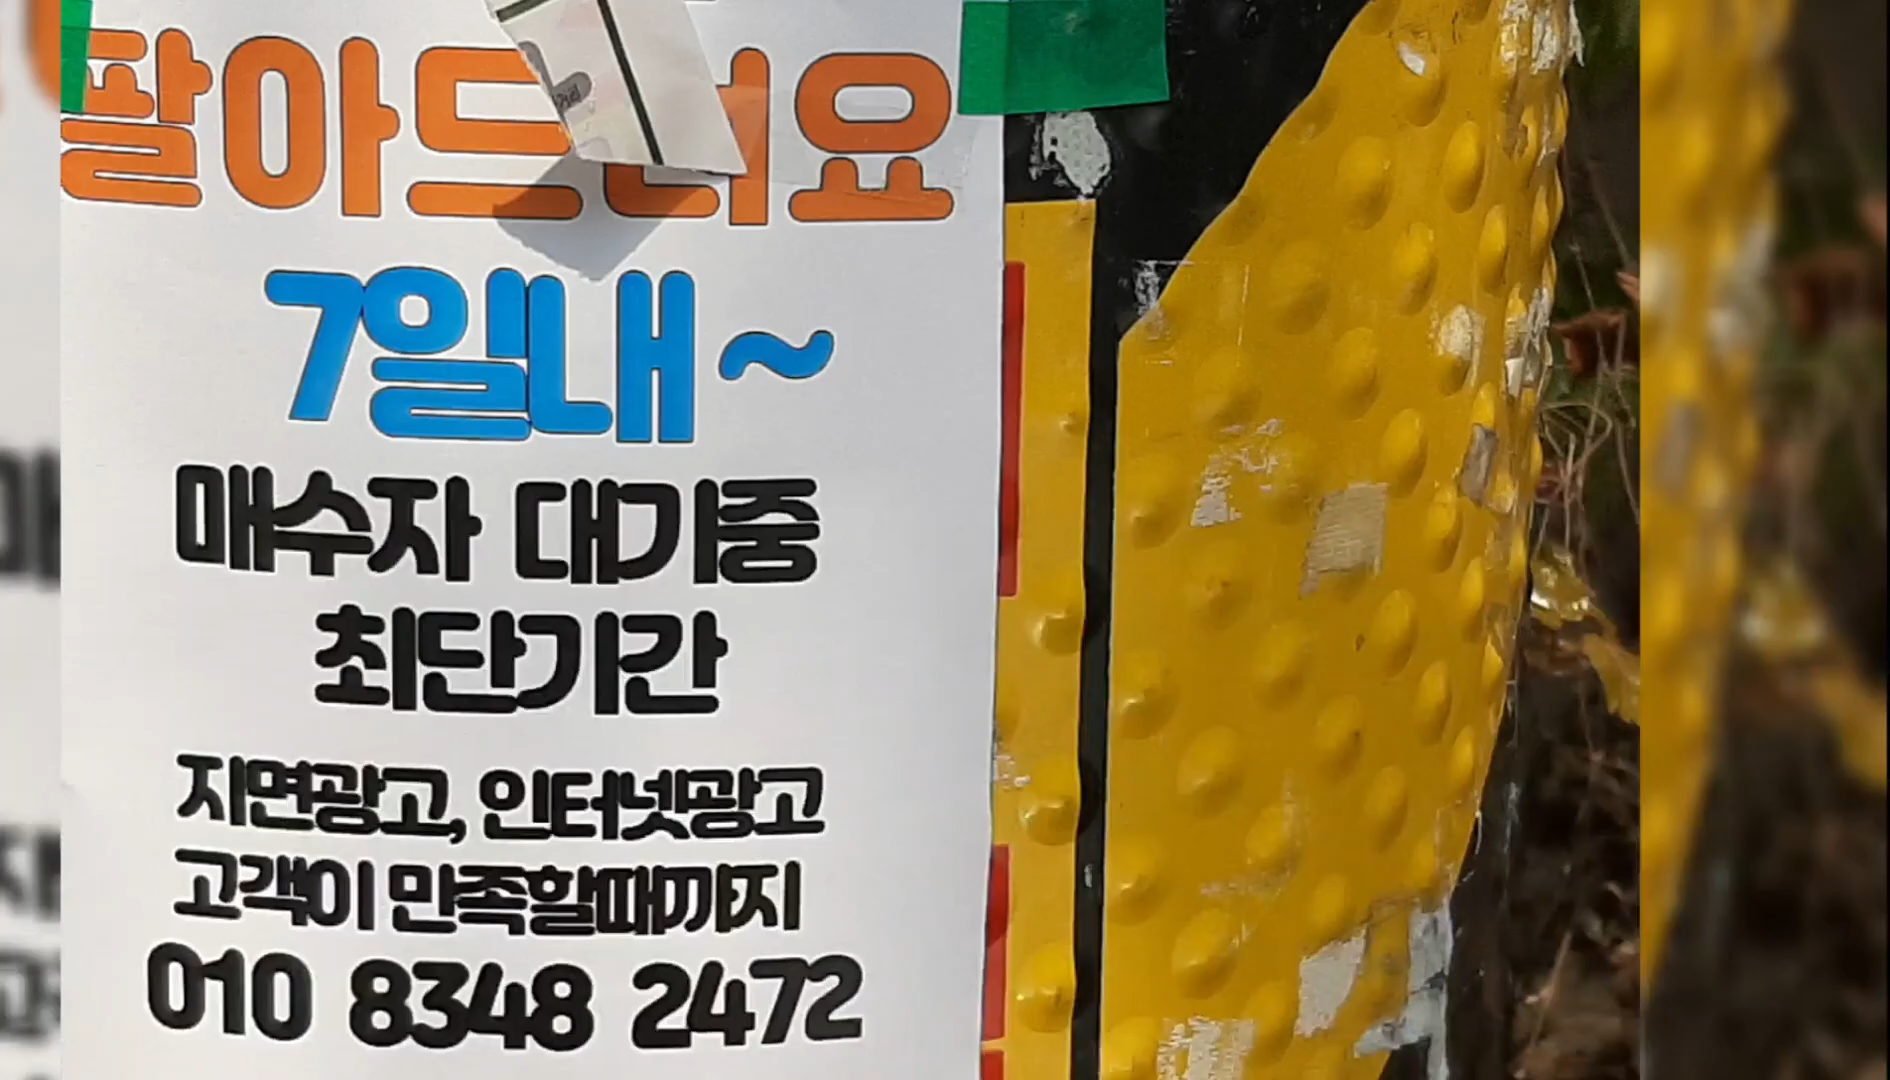 팔아드려요
7일내~
매수자 대기중
최단기간
지면광고, 인터넷광고
고객이 만족할때까지
010 8348 2472